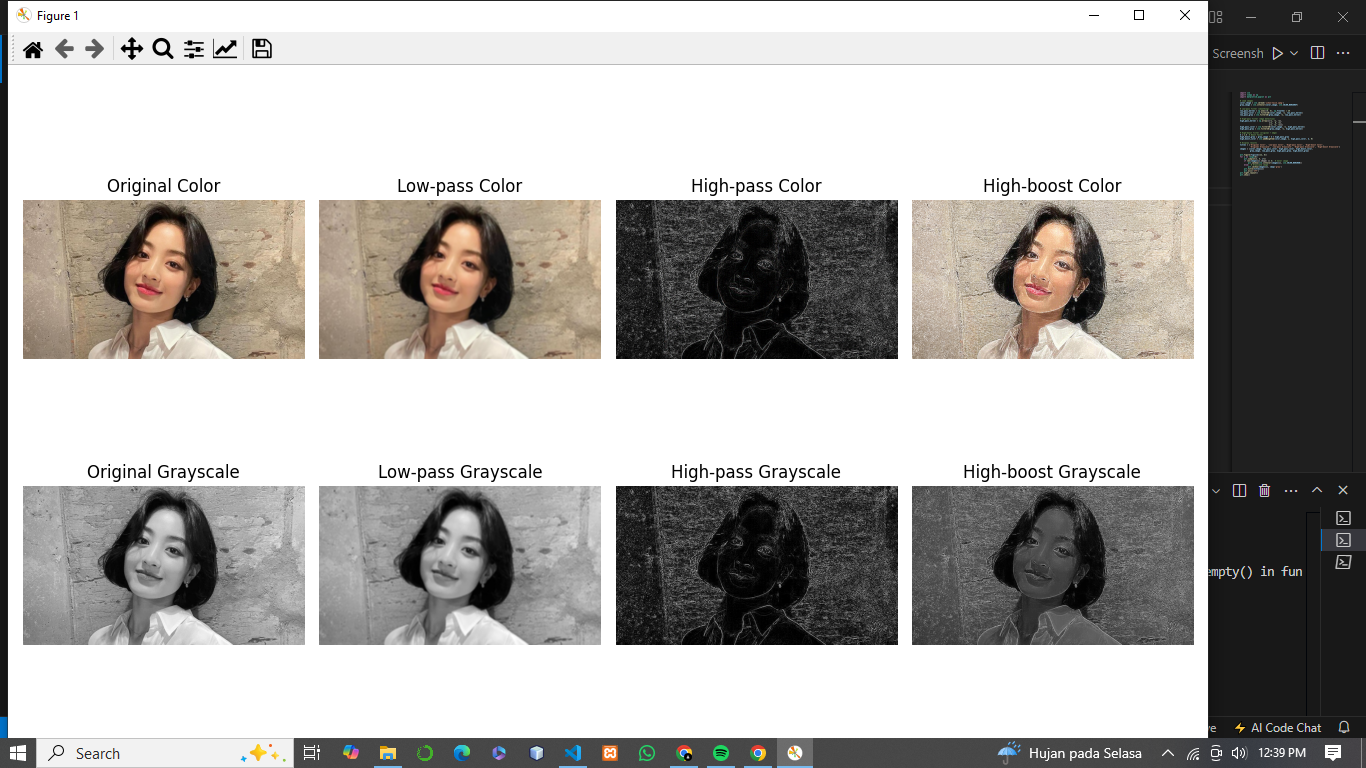 Figure 1
Screensh
Original Color
Low-pass Color
High-pass Color
High-boost Color
Original Grayscale
Low-pass Grayscale
High-pass Grayscale
High-boost Grayscale
empty() in fun
ve
AI Code Chat
Search
Hujan pada Selasa
12:39 PM